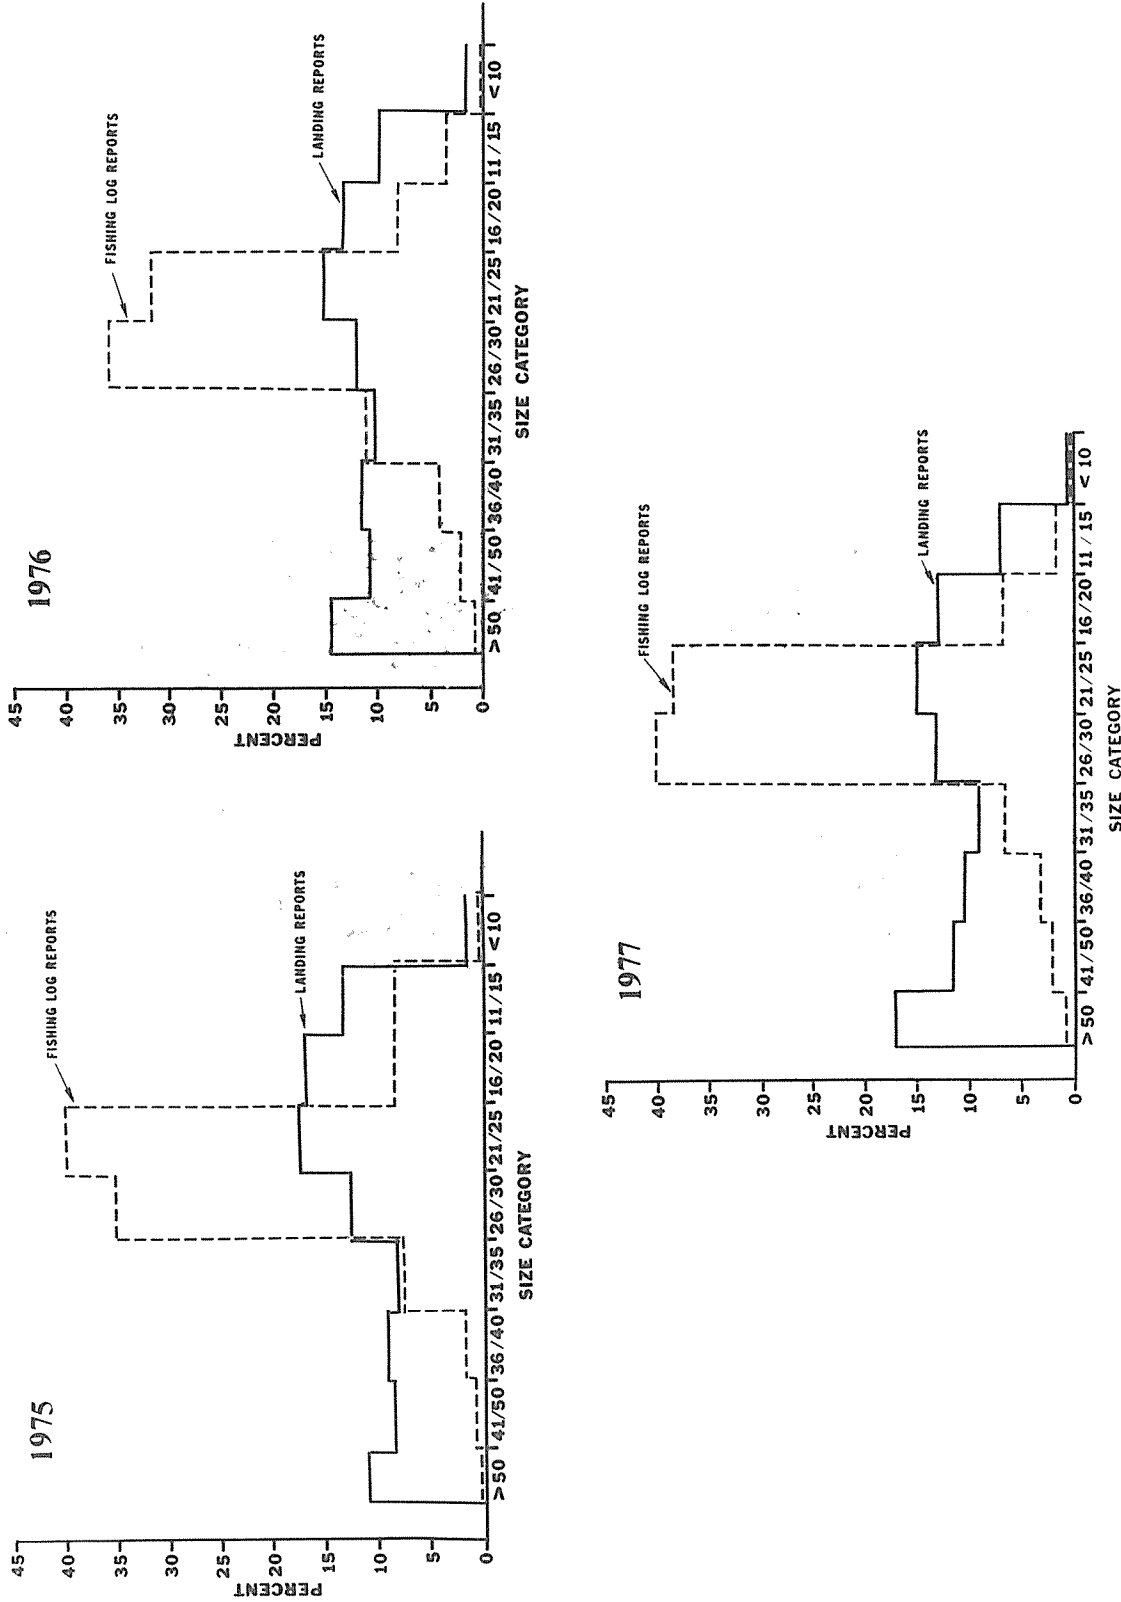 1975
FISHING LOG REPORTS
LANDING REPORTS
45
40
35
30
25
20
15
10
5
0
PERCENT
>50 41/50 36/40 31/35 26/30 21/25 16/20 11/15 <10
SIZE CATEGORY
1976
FISHING LOG REPORTS
LANDING REPORTS
45
40
35
30
25
20
15
10
5
0
PERCENT
>50 41/50 36/40 31/35 26/30 21/25 16/20 11/15 <10
SIZE CATEGORY
1977
FISHING LOG REPORTS
LANDING REPORTS
45
40
35
30
25
20
15
10
5
0
PERCENT
>50 41/50 36/40 31/35 26/30 21/25 16/20 11/15 <10
SIZE CATEGORY